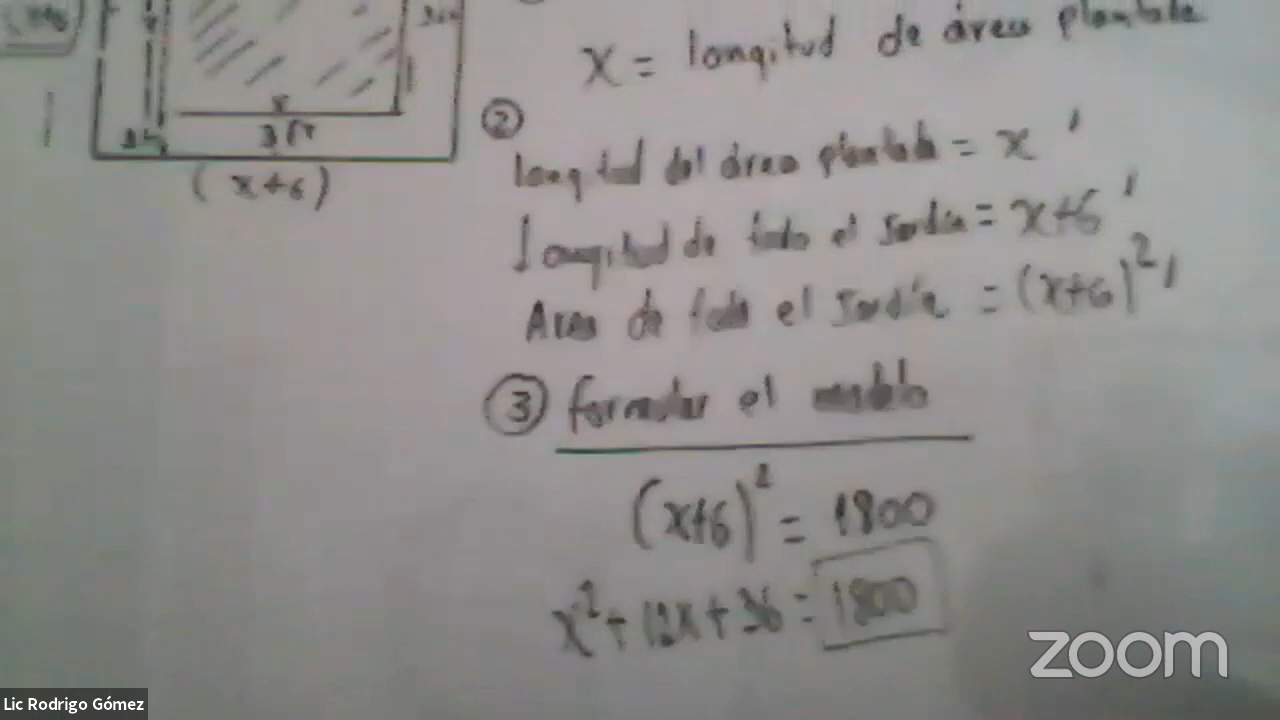 x = longitud de área plantada
x
3 ft
(x+6)
②
longitud del área plantada = x '
Longitud de todo el Jardín = x+6 '
Area de todo el Jardín = (x+6)² '
③ formular el modelo
(x+6)² = 1800
x² + 12x + 36 = 1800
zoom
Lic Rodrigo Gómez